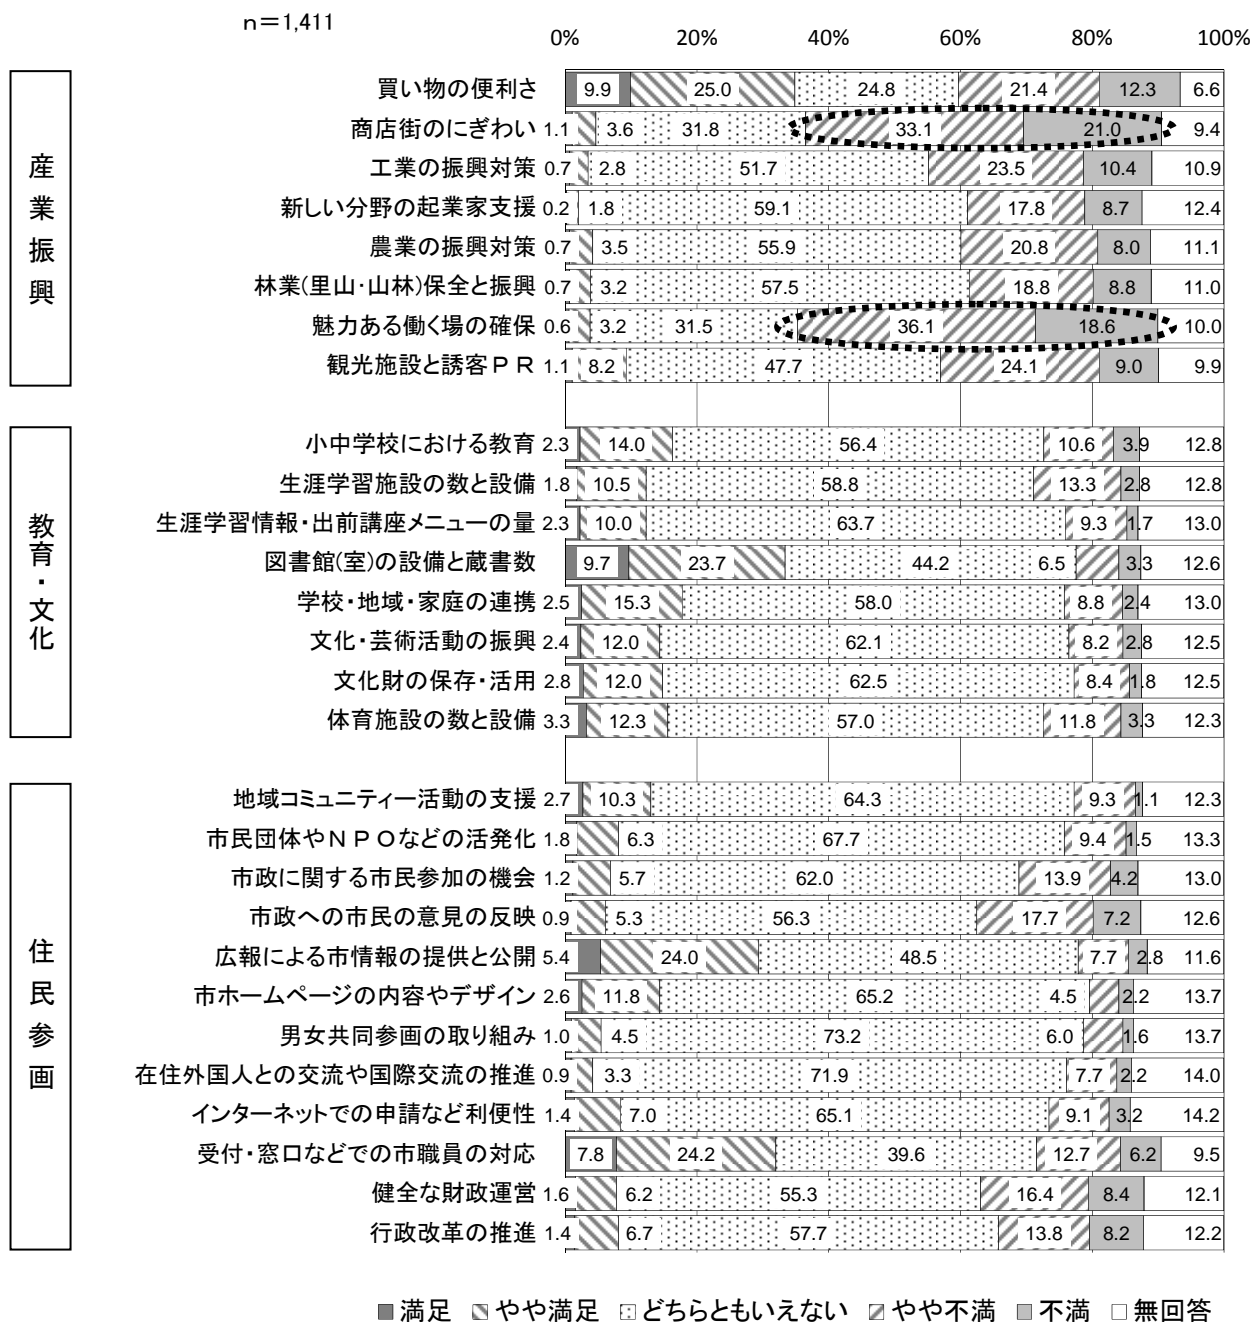 n=1,411
0% 20% 40% 60% 80% 100%
産業振興
買い物の便利さ 9.9 25.0 24.8 21.4 12.3 6.6
商店街のにぎわい 1.1 3.6 31.8 33.1 21.0 9.4
工業の振興対策 0.7 2.8 51.7 23.5 10.4 10.9
新しい分野の起業家支援 0.2 1.8 59.1 17.8 8.7 12.4
農業の振興対策 0.7 3.5 55.9 20.8 8.0 11.1
林業(里山・山林)保全と振興 0.7 3.2 57.5 18.8 8.8 11.0
魅力ある働く場の確保 0.6 3.2 31.5 36.1 18.6 10.0
観光施設と誘客PR 1.1 8.2 47.7 24.1 9.0 9.9
教育・文化
小中学校における教育 2.3 14.0 56.4 10.6 3.9 12.8
生涯学習施設の数と設備 1.8 10.5 58.8 13.3 2.8 12.8
生涯学習情報・出前講座メニューの量 2.3 10.0 63.7 9.3 1.7 13.0
図書館(室)の設備と蔵書数 9.7 23.7 44.2 6.5 3.3 12.6
学校・地域・家庭の連携 2.5 15.3 58.0 8.8 2.4 13.0
文化・芸術活動の振興 2.4 12.0 62.1 8.2 2.8 12.5
文化財の保存・活用 2.8 12.0 62.5 8.4 1.8 12.5
体育施設の数と設備 3.3 12.3 57.0 11.8 3.3 12.3
住民参画
地域コミュニティー活動の支援 2.7 10.3 64.3 9.3 1.1 12.3
市民団体やNPOなどの活発化 1.8 6.3 67.7 9.4 1.5 13.3
市政に関する市民参加の機会 1.2 5.7 62.0 13.9 4.2 13.0
市政への市民の意見の反映 0.9 5.3 56.3 17.7 7.2 12.6
広報による市情報の提供と公開 5.4 24.0 48.5 7.7 2.8 11.6
市ホームページの内容やデザイン 2.6 11.8 65.2 4.5 2.2 13.7
男女共同参画の取り組み 1.0 4.5 73.2 6.0 1.6 13.7
在住外国人との交流や国際交流の推進 0.9 3.3 71.9 7.7 2.2 14.0
インターネットでの申請など利便性 1.4 7.0 65.1 9.1 3.2 14.2
受付・窓口などでの市職員の対応 7.8 24.2 39.6 12.7 6.2 9.5
健全な財政運営 1.6 6.2 55.3 16.4 8.4 12.1
行政改革の推進 1.4 6.7 57.7 13.8 8.2 12.2
満足 やや満足 どちらともいえない やや不満 不満 無回答